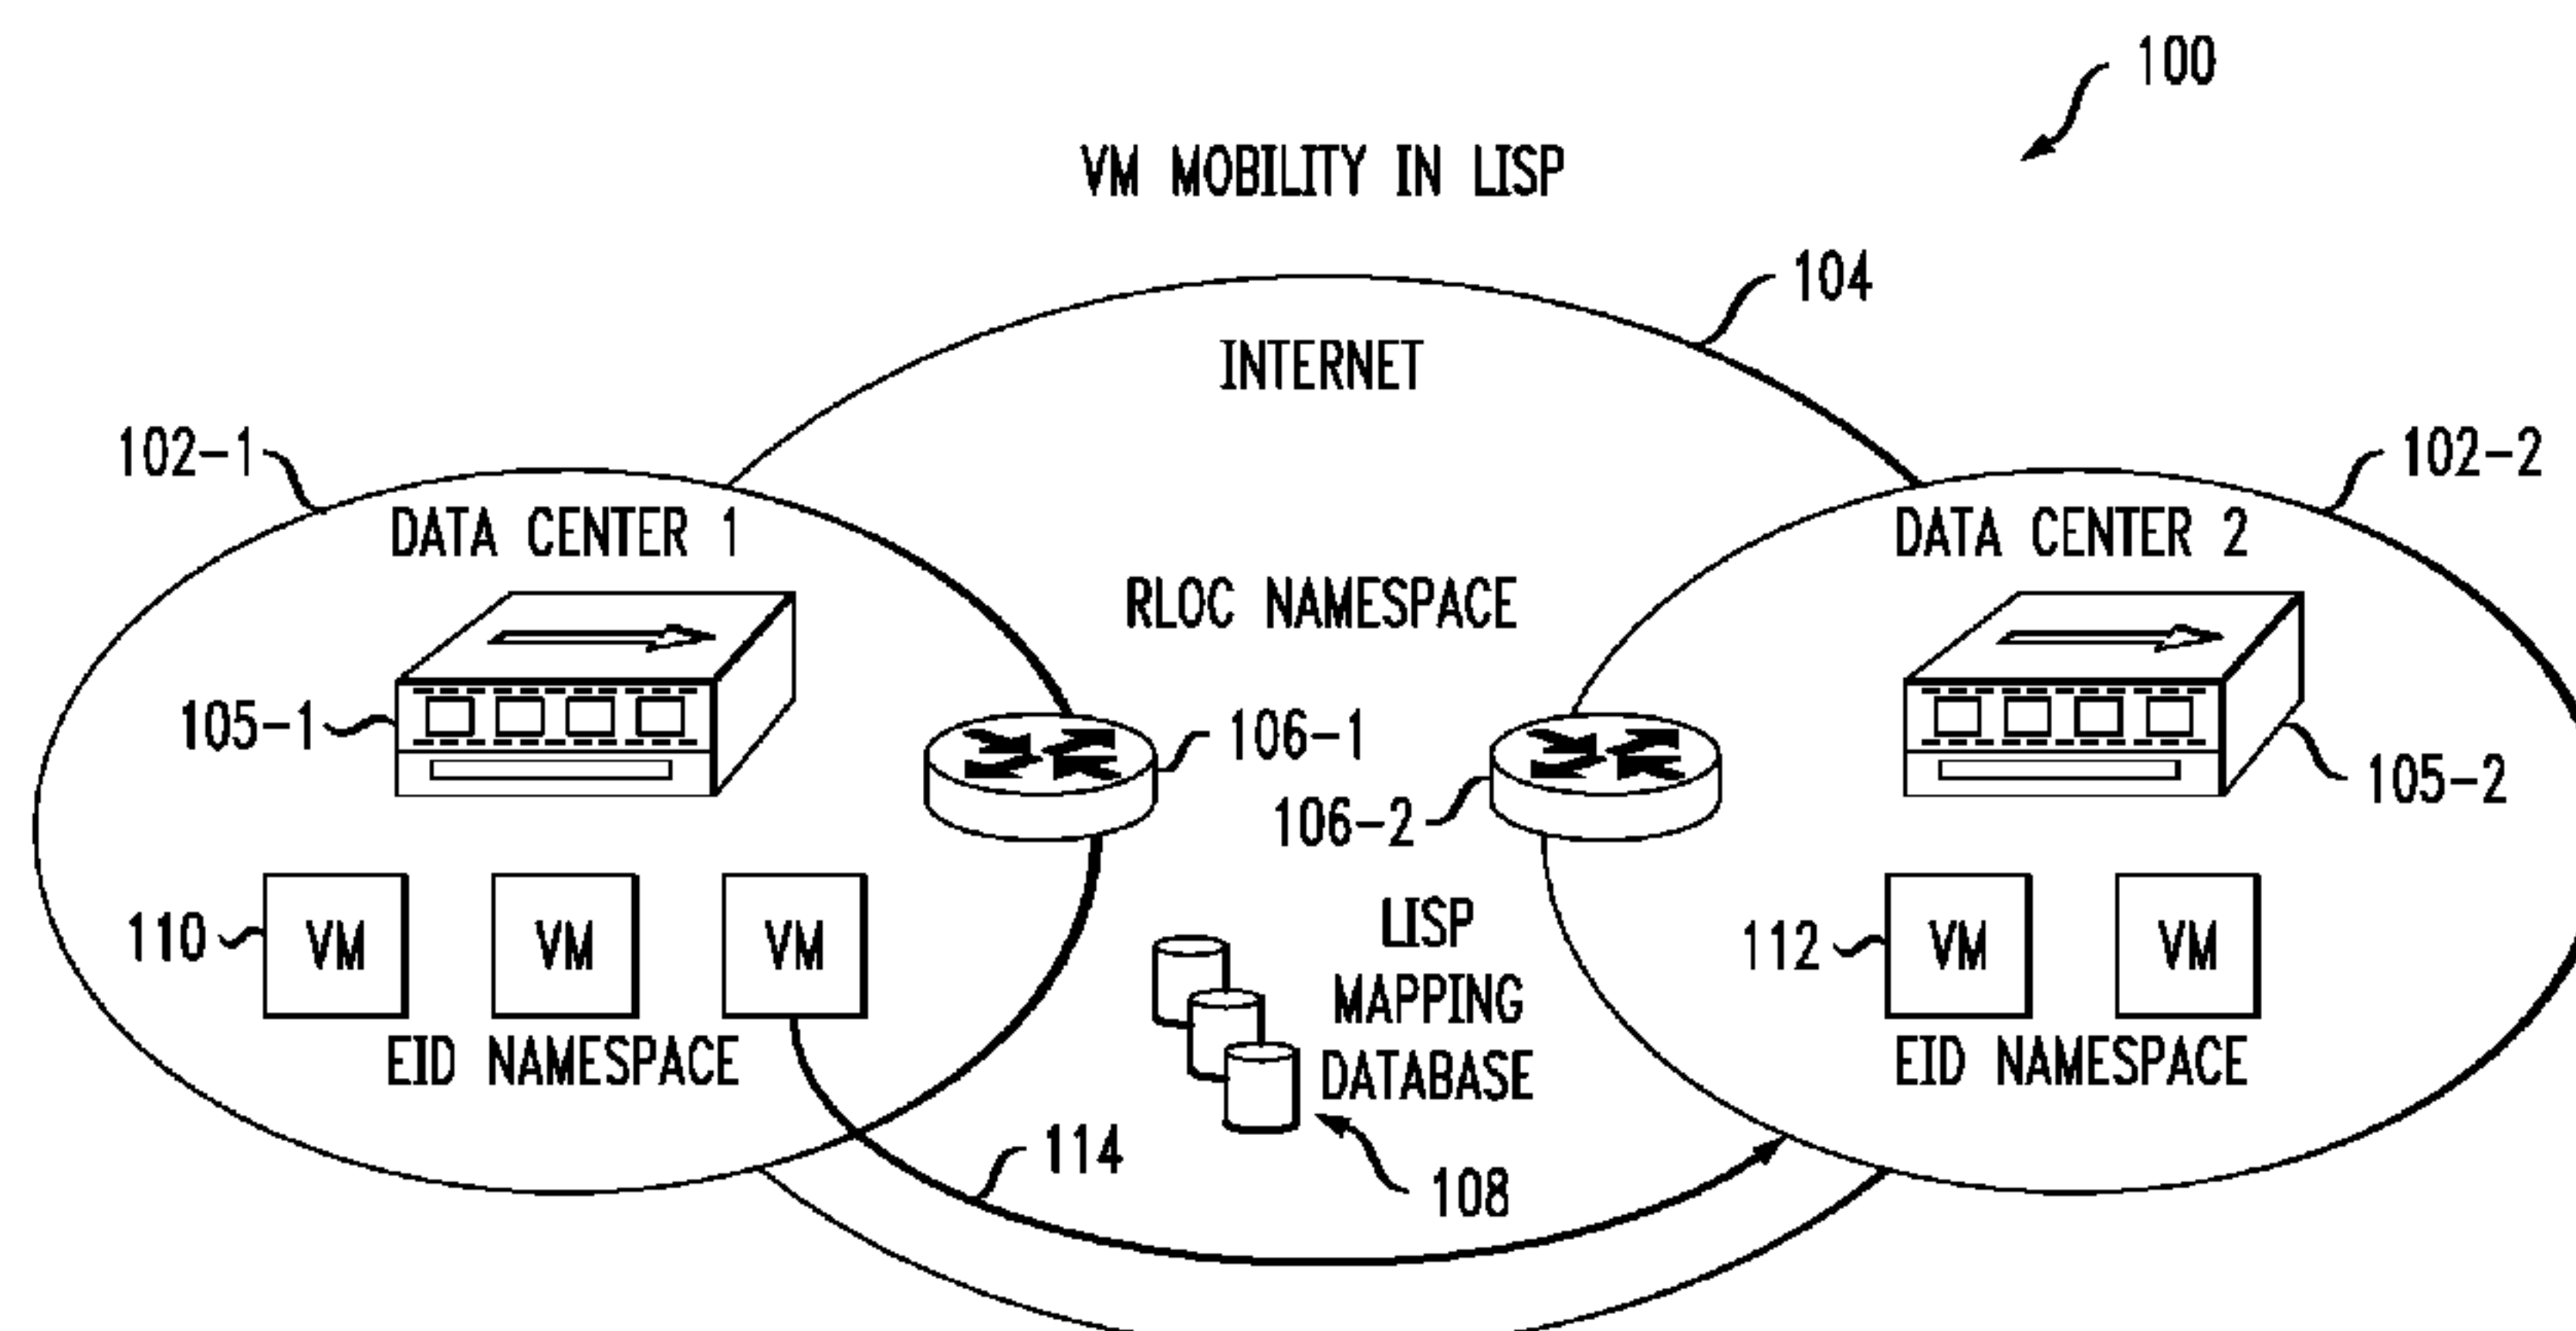 100
VM MOBILITY IN LISP
104
INTERNET
102-1
102-2
DATA CENTER 1
DATA CENTER 2
RLOC NAMESPACE
105-1
106-1
106-2
105-2
110
VM
VM
VM
LISP
MAPPING
DATABASE
112
VM
VM
EID NAMESPACE
EID NAMESPACE
114
108